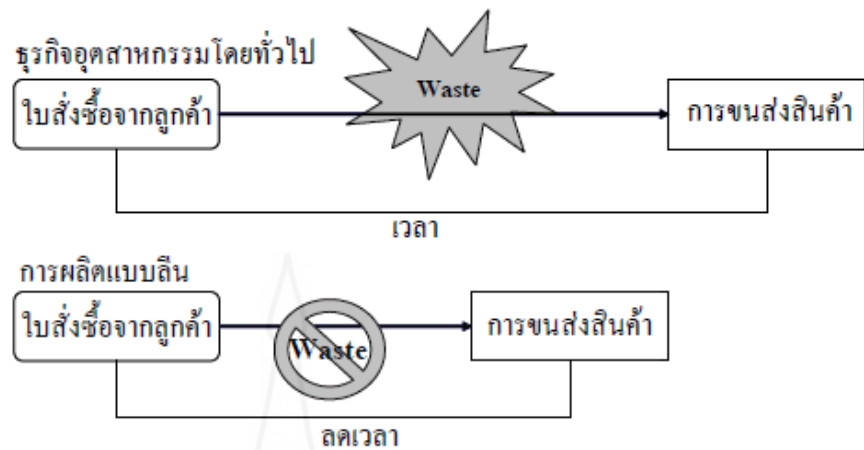 ธุรกิจอุตสาหกรรมโดยทั่วไป
ใบสั่งซื้อจากลูกค้า
Waste
การขนส่งสินค้า
เวลา
การผลิตแบบลีน
ใบสั่งซื้อจากลูกค้า
Waste
การขนส่งสินค้า
ลดเวลา